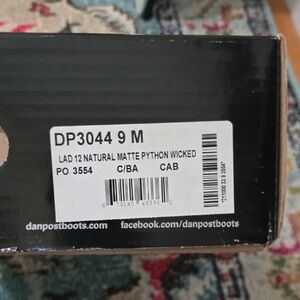 DP3044 9 M
LAD 12 NATURAL MATTE PYTHON WICKED
PO 3554 C/BA CAB
danpostboots.com facebook.com/danpostboots